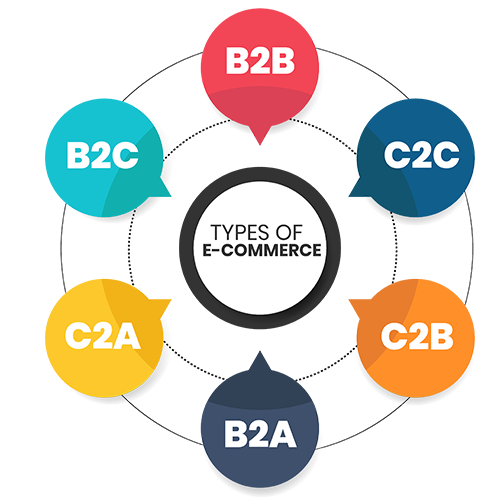 B2B
B2C
C2C
TYPES OF
E-COMMERCE
C2A
C2B
B2A